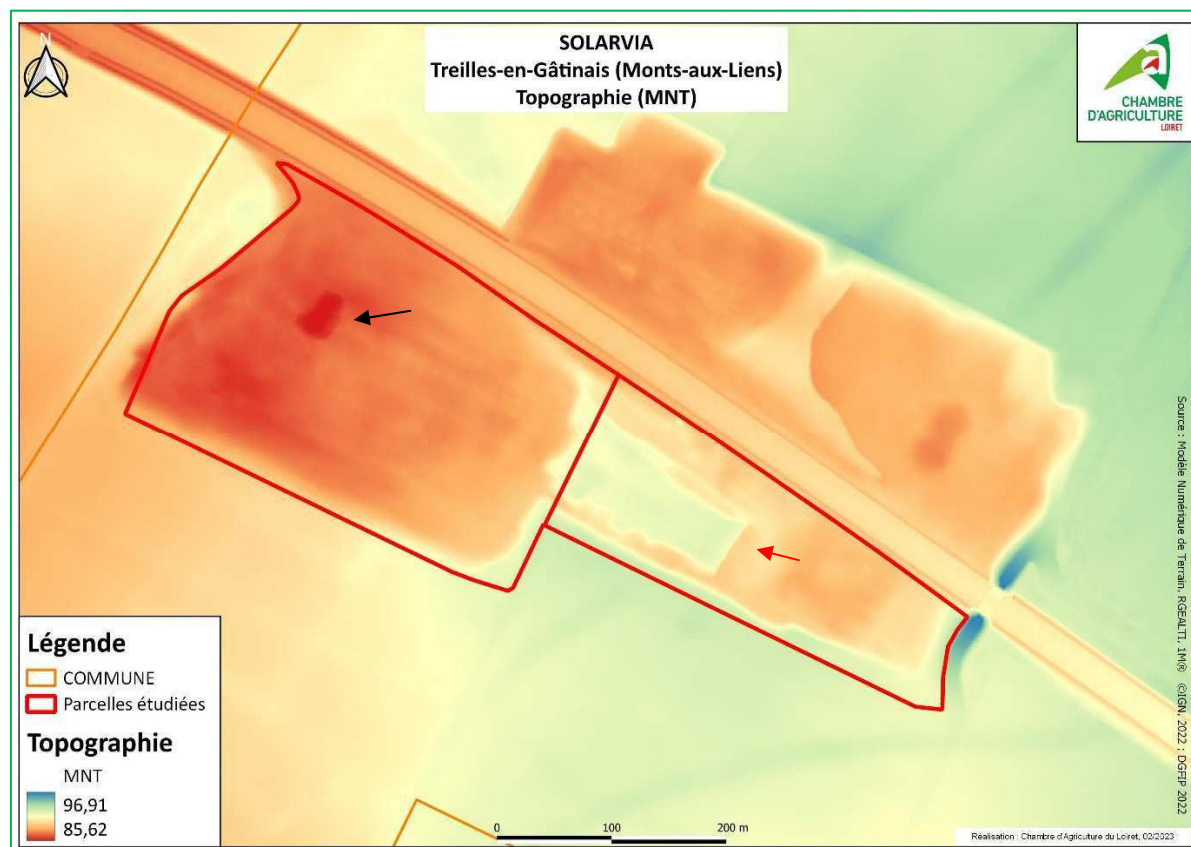 N
SOLARVIA
Treilles-en-Gâtinais (Monts-aux-Liens)
Topographie (MNT)
CHAMBRE
D'AGRICULTURE
LOIRET
Légende
COMMUNE
Parcelles étudiées
Topographie
MNT
96,91
85,62
0 100 200 m
Source : Modèle Numérique de Terrain, RGEALTI, 1M® ©IGN, 2022 ; DGFIP 2022
Réalisation : Chambre d'Agriculture du Loiret, 02/2023